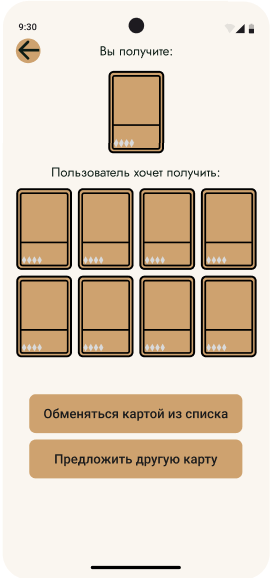 9:30
Вы получите:
Пользователь хочет получить:
Обменяться картой из списка
Предложить другую карту